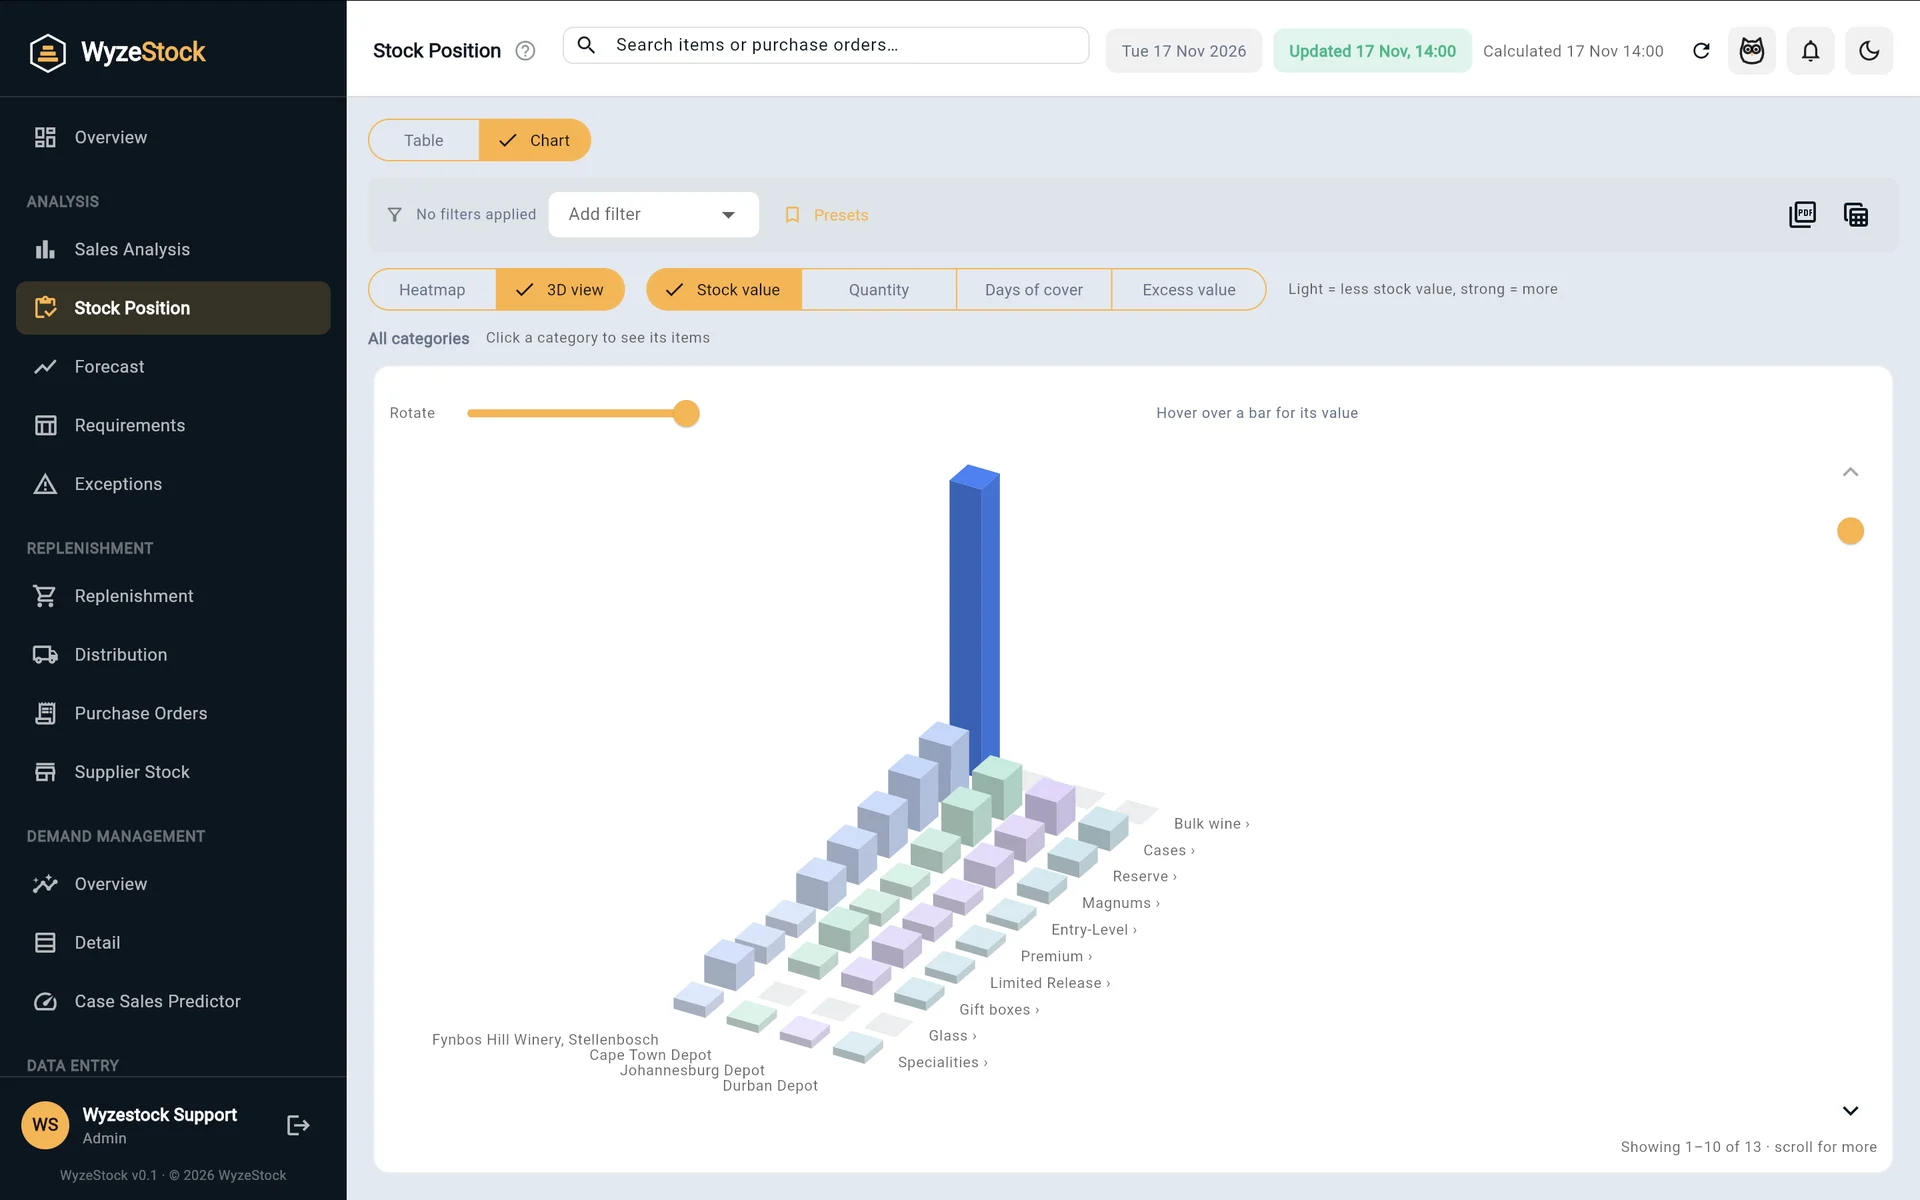 WyzeStock
Stock Position
Search items or purchase orders...
Tue 17 Nov 2026
Updated 17 Nov, 14:00
Calculated 17 Nov 14:00
Overview
ANALYSIS
Sales Analysis
Stock Position
Forecast
Requirements
Exceptions
REPLENISHMENT
Replenishment
Distribution
Purchase Orders
Supplier Stock
DEMAND MANAGEMENT
Overview
Detail
Case Sales Predictor
DATA ENTRY
WS
Wyzestock Support
Admin
WyzeStock v0.1 · © 2026 WyzeStock
Table
Chart
No filters applied
Add filter
Presets
PDF
Heatmap
3D view
Stock value
Quantity
Days of cover
Excess value
Light = less stock value, strong = more
All categories
Click a category to see its items
Rotate
Hover over a bar for its value
Bulk wine ›
Cases ›
Reserve ›
Magnums ›
Entry-Level ›
Premium ›
Limited Release ›
Gift boxes ›
Glass ›
Specialities ›
Fynbos Hill Winery, Stellenbosch
Cape Town Depot
Johannesburg Depot
Durban Depot
Showing 1–10 of 13 · scroll for more